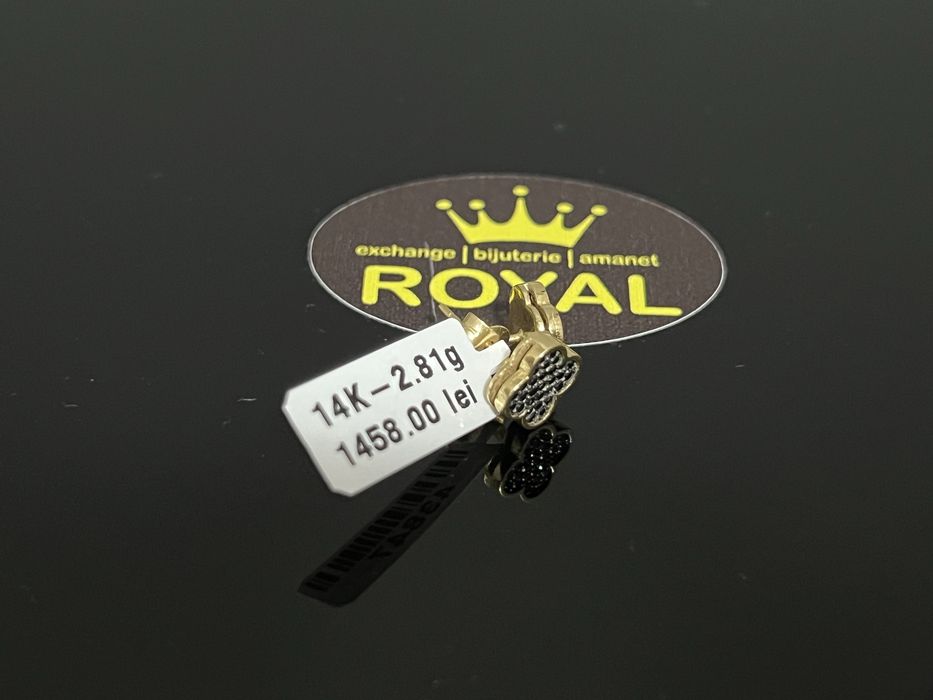 exchange | bijuterie | amanet
ROYAL
14K-2.81g
1458.00 lei